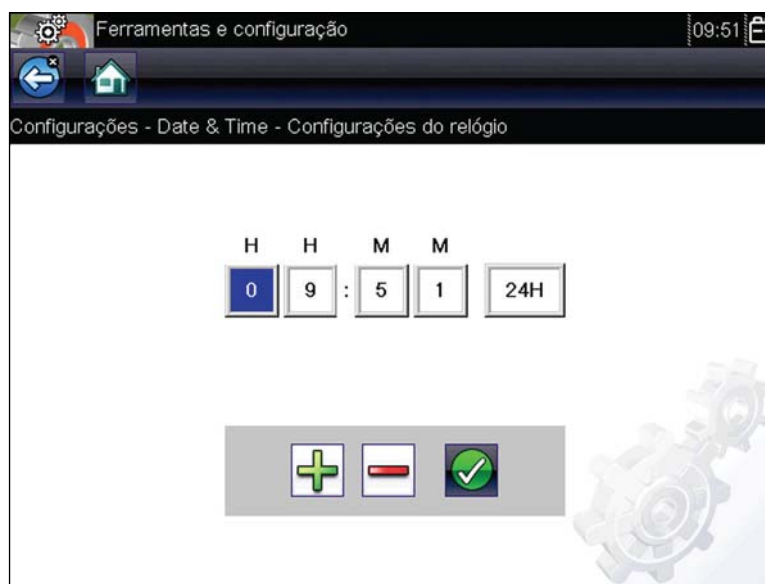 Ferramentas e configuração 09:51
Configurações - Date & Time - Configurações do relógio
H H M M
0 9 : 5 1 24H